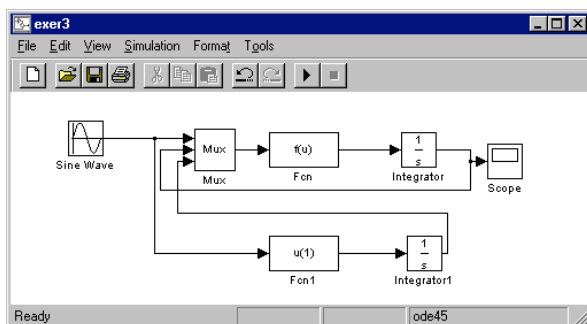 exer3
File Edit View Simulation Format Tools
Sine Wave
Mux
Mux
f(u)
Fcn
1
s
Integrator
Scope
u(1)
Fcn1
1
s
Integrator1
Ready
ode45